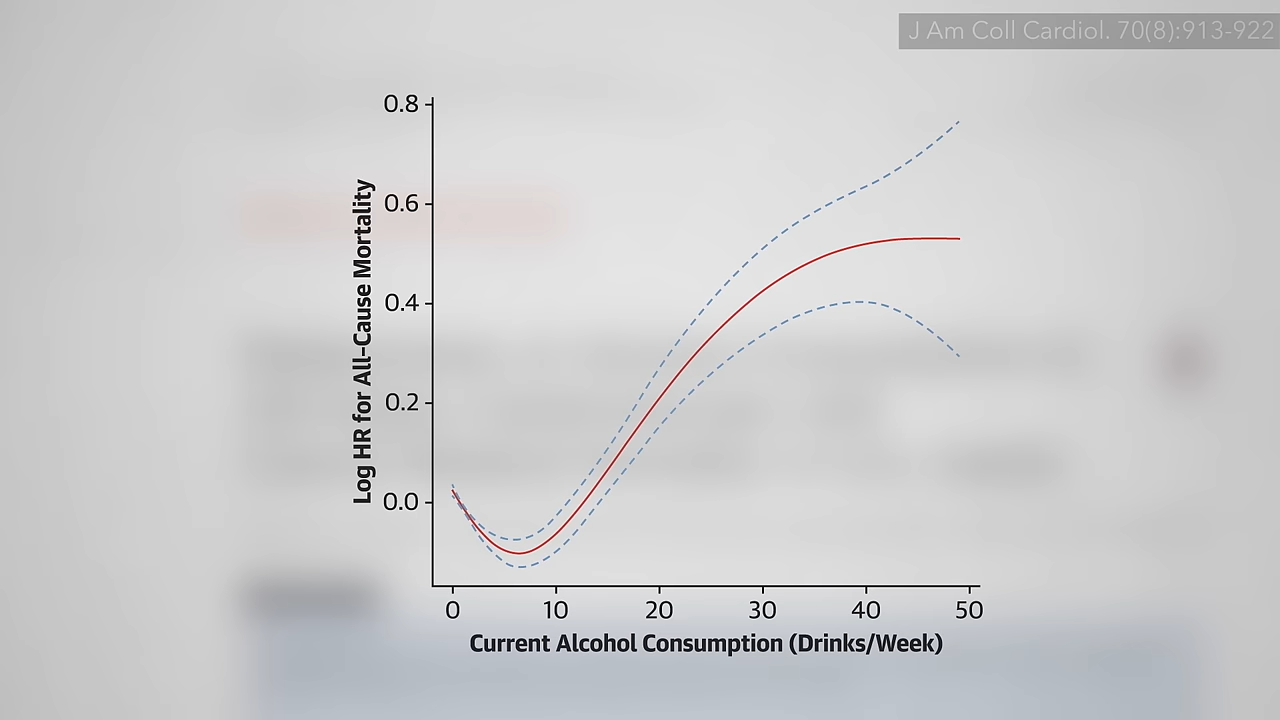 J Am Coll Cardiol. 70(8):913-922
0.8
0.6
0.4
0.2
0.0
Log HR for All-Cause Mortality
0 10 20 30 40 50
Current Alcohol Consumption (Drinks/Week)